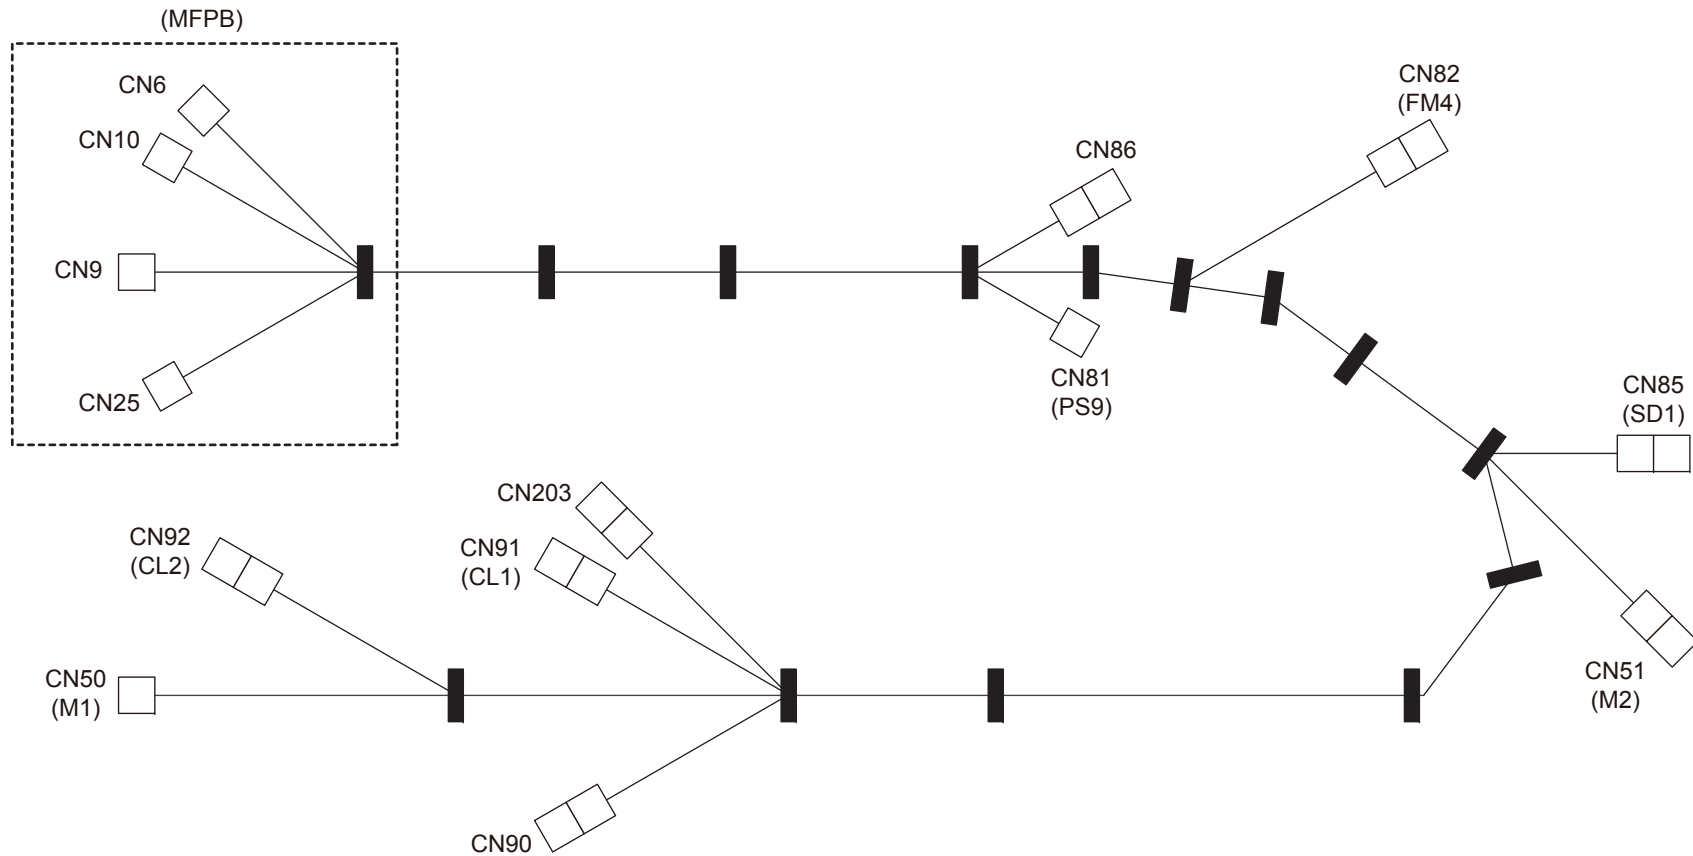 (MFPB)
CN6
CN10
CN9
CN25
CN86
CN82
(FM4)
CN81
(PS9)
CN85
(SD1)
CN51
(M2)
CN203
CN91
(CL1)
CN92
(CL2)
CN50
(M1)
CN90